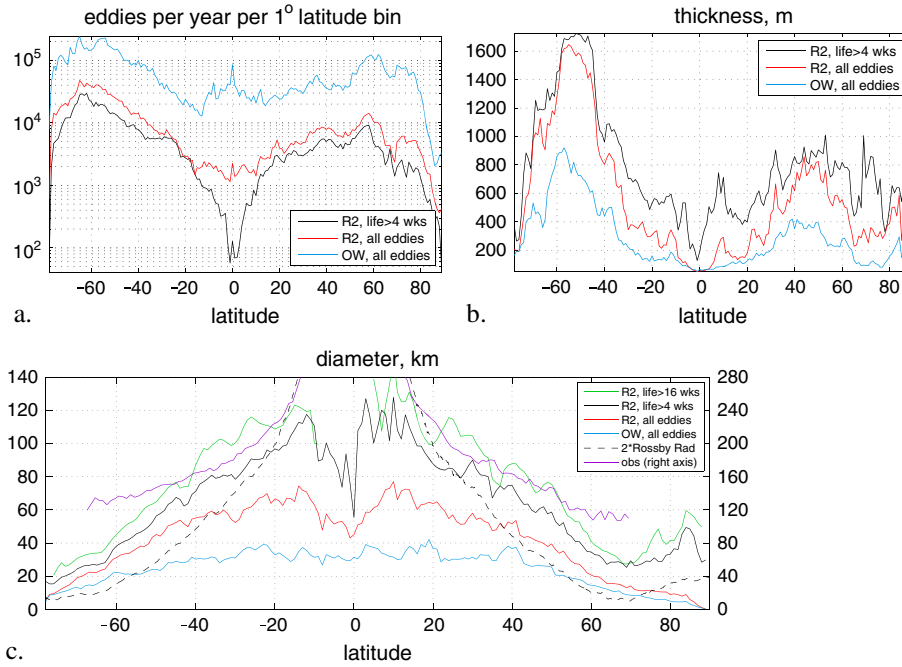 eddies per year per 1° latitude bin
10^5
10^4
10^3
10^2
R2, life>4 wks
R2, all eddies
OW, all eddies
−60 −40 −20 0 20 40 60 80
a. latitude
thickness, m
1600
1400
1200
1000
800
600
400
200
R2, life>4 wks
R2, all eddies
OW, all eddies
−60 −40 −20 0 20 40 60 80
b. latitude
diameter, km
140 280
120 240
100 200
80 160
60 120
40 80
20 40
0 0
R2, life>16 wks
R2, life>4 wks
R2, all eddies
OW, all eddies
2*Rossby Rad
obs (right axis)
−60 −40 −20 0 20 40 60 80
c. latitude